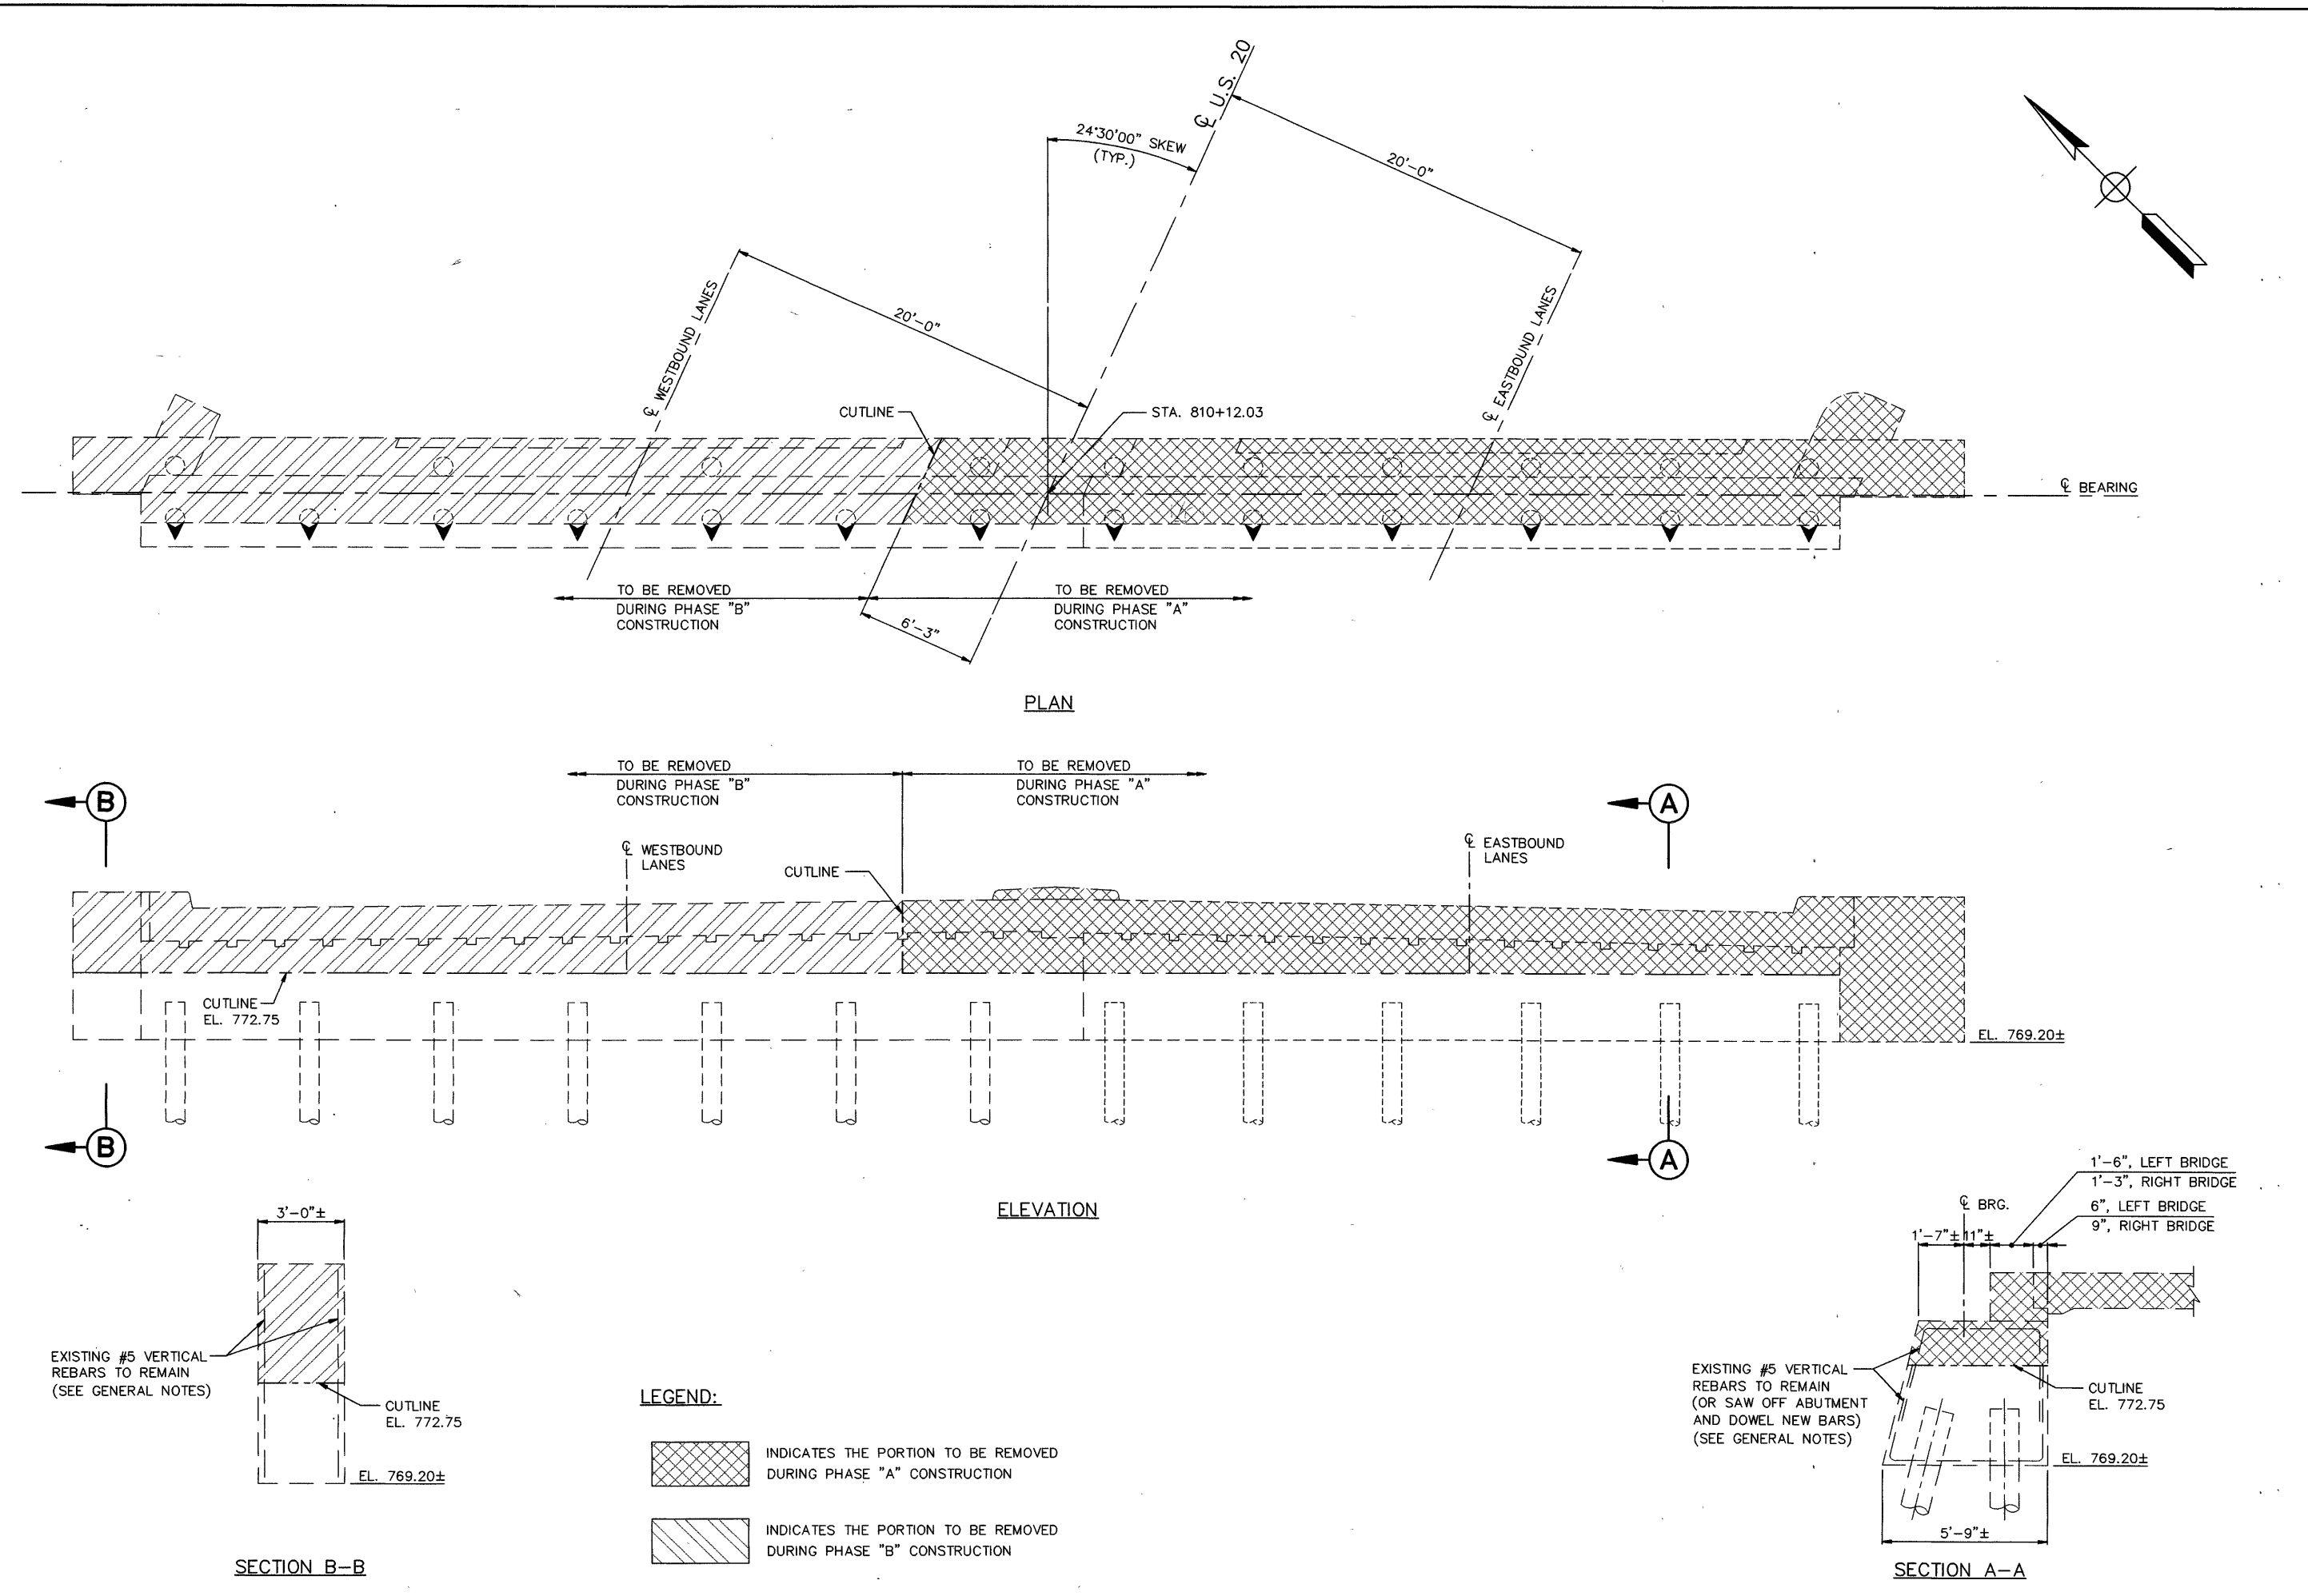 ℄ U.S. 20
24°30'00" SKEW
(TYP.)
20'-0"
20'-0"
℄ WESTBOUND LANES
℄ EASTBOUND LANES
CUTLINE
STA. 810+12.03
℄ BEARING
TO BE REMOVED
DURING PHASE "B"
CONSTRUCTION
TO BE REMOVED
DURING PHASE "A"
CONSTRUCTION
6'-3"
PLAN
TO BE REMOVED
DURING PHASE "B"
CONSTRUCTION
TO BE REMOVED
DURING PHASE "A"
CONSTRUCTION
B
A
℄ WESTBOUND
LANES
℄ EASTBOUND
LANES
CUTLINE
CUTLINE
EL. 772.75
EL. 769.20±
B
A
ELEVATION
3'-0"±
EXISTING #5 VERTICAL
REBARS TO REMAIN
(SEE GENERAL NOTES)
CUTLINE
EL. 772.75
EL. 769.20±
SECTION B-B
LEGEND:
INDICATES THE PORTION TO BE REMOVED
DURING PHASE "A" CONSTRUCTION
INDICATES THE PORTION TO BE REMOVED
DURING PHASE "B" CONSTRUCTION
1'-6", LEFT BRIDGE
1'-3", RIGHT BRIDGE
6", LEFT BRIDGE
9", RIGHT BRIDGE
℄ BRG.
1'-7"±
11"±
EXISTING #5 VERTICAL
REBARS TO REMAIN
(OR SAW OFF ABUTMENT
AND DOWEL NEW BARS)
(SEE GENERAL NOTES)
CUTLINE
EL. 772.75
EL. 769.20±
5'-9"±
SECTION A-A